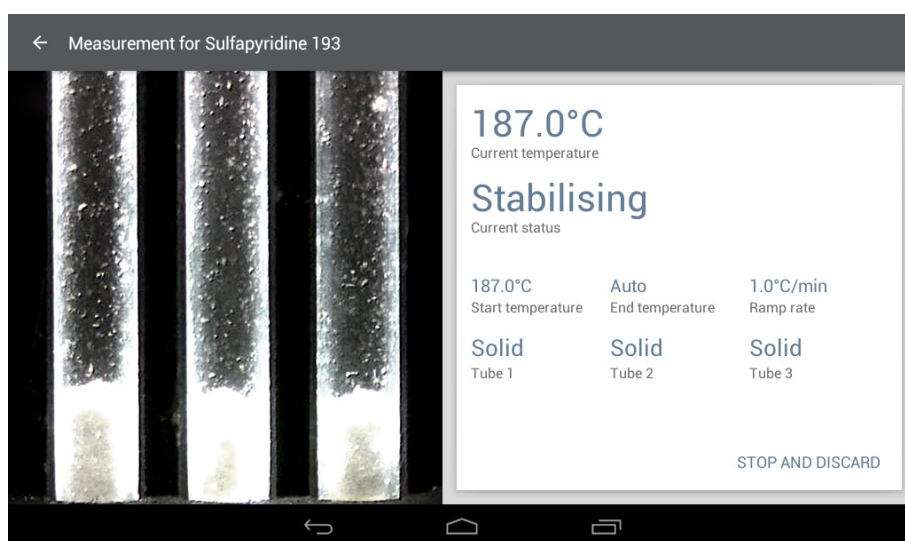 Measurement for Sulfapyridine 193
187.0°C
Current temperature
Stabilising
Current status
187.0°C Auto 1.0°C/min
Start temperature End temperature Ramp rate
Solid Solid Solid
Tube 1 Tube 2 Tube 3
STOP AND DISCARD